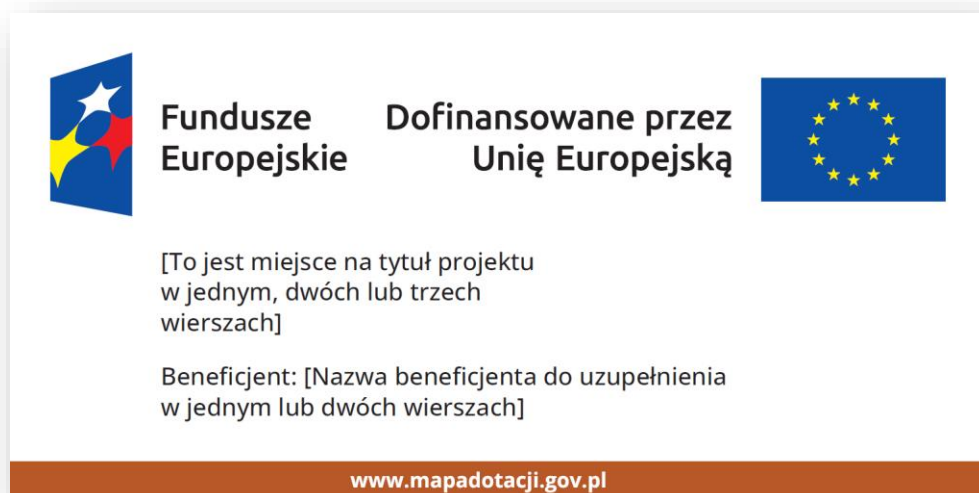 Fundusze
Europejskie
Dofinansowane przez
Unię Europejską
[To jest miejsce na tytuł projektu
w jednym, dwóch lub trzech
wierszach]
Beneficjent: [Nazwa beneficjenta do uzupełnienia
w jednym lub dwóch wierszach]
www.mapadotacji.gov.pl